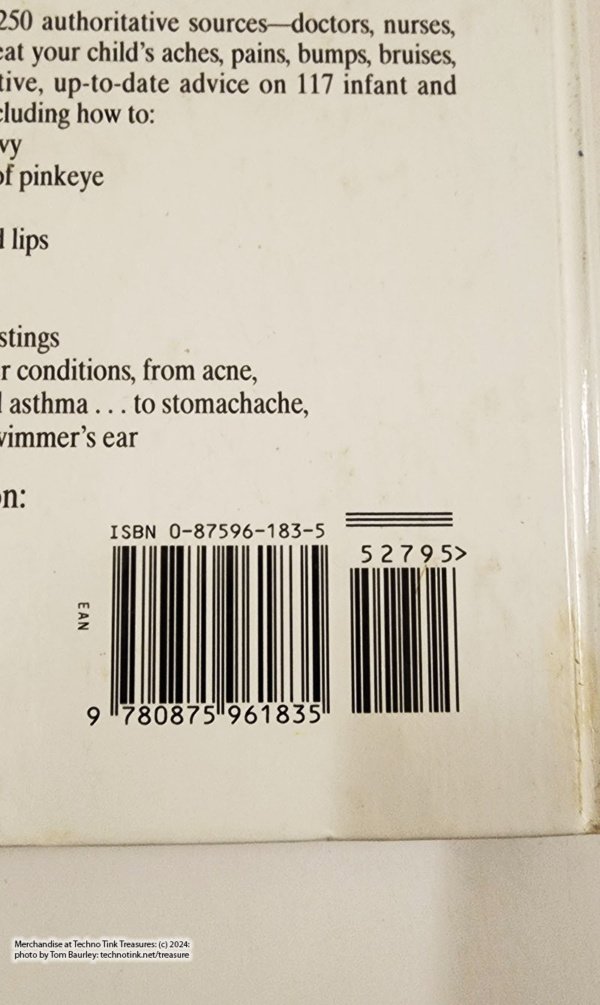 250 authoritative sources—doctors, nurses,
eat your child's aches, pains, bumps, bruises,
tive, up-to-date advice on 117 infant and
cluding how to:
vy
of pinkeye
l lips
stings
r conditions, from acne,
l asthma . . . to stomachache,
wimmer's ear
on:
ISBN 0-87596-183-5
52795>
EAN
9 780875 961835
Merchandise at Techno Tink Treasures: (c) 2024:
photo by Tom Baurley: technotink.net/treasure